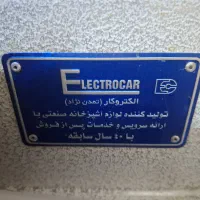 ELECTROCAR
الکتروکار (تمدن نژاد)
تولید کننده لوازم آشپزخانه صنعتی با
ارائه سرویس و خدمات پس از فروش
با ۴۰ سال سابقه